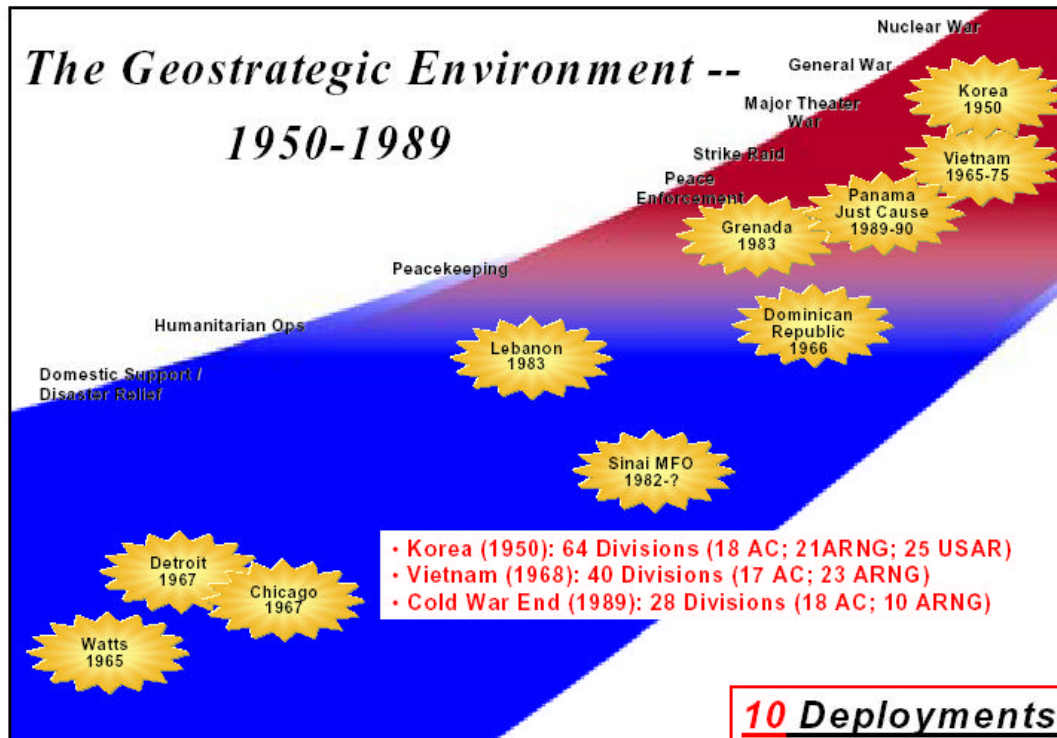 The Geostrategic Environment --
1950-1989
Nuclear War
General War
Major Theater
War
Strike Raid
Peace
Enforcement
Peacekeeping
Humanitarian Ops
Domestic Support /
Disaster Relief
Korea
1950
Vietnam
1965-75
Panama
Just Cause
1989-90
Grenada
1983
Dominican
Republic
1966
Lebanon
1983
Sinai MFO
1982-?
Detroit
1967
Chicago
1967
Watts
1965
• Korea (1950): 64 Divisions (18 AC; 21ARNG; 25 USAR)
• Vietnam (1968): 40 Divisions (17 AC; 23 ARNG)
• Cold War End (1989): 28 Divisions (18 AC; 10 ARNG)
10 Deployments